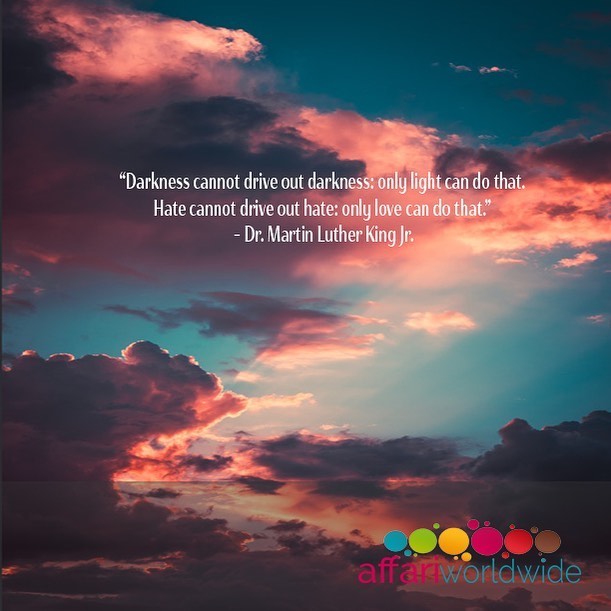 “Darkness cannot drive out darkness: only light can do that.
Hate cannot drive out hate: only love can do that.”
- Dr. Martin Luther King Jr.
affariworldwide